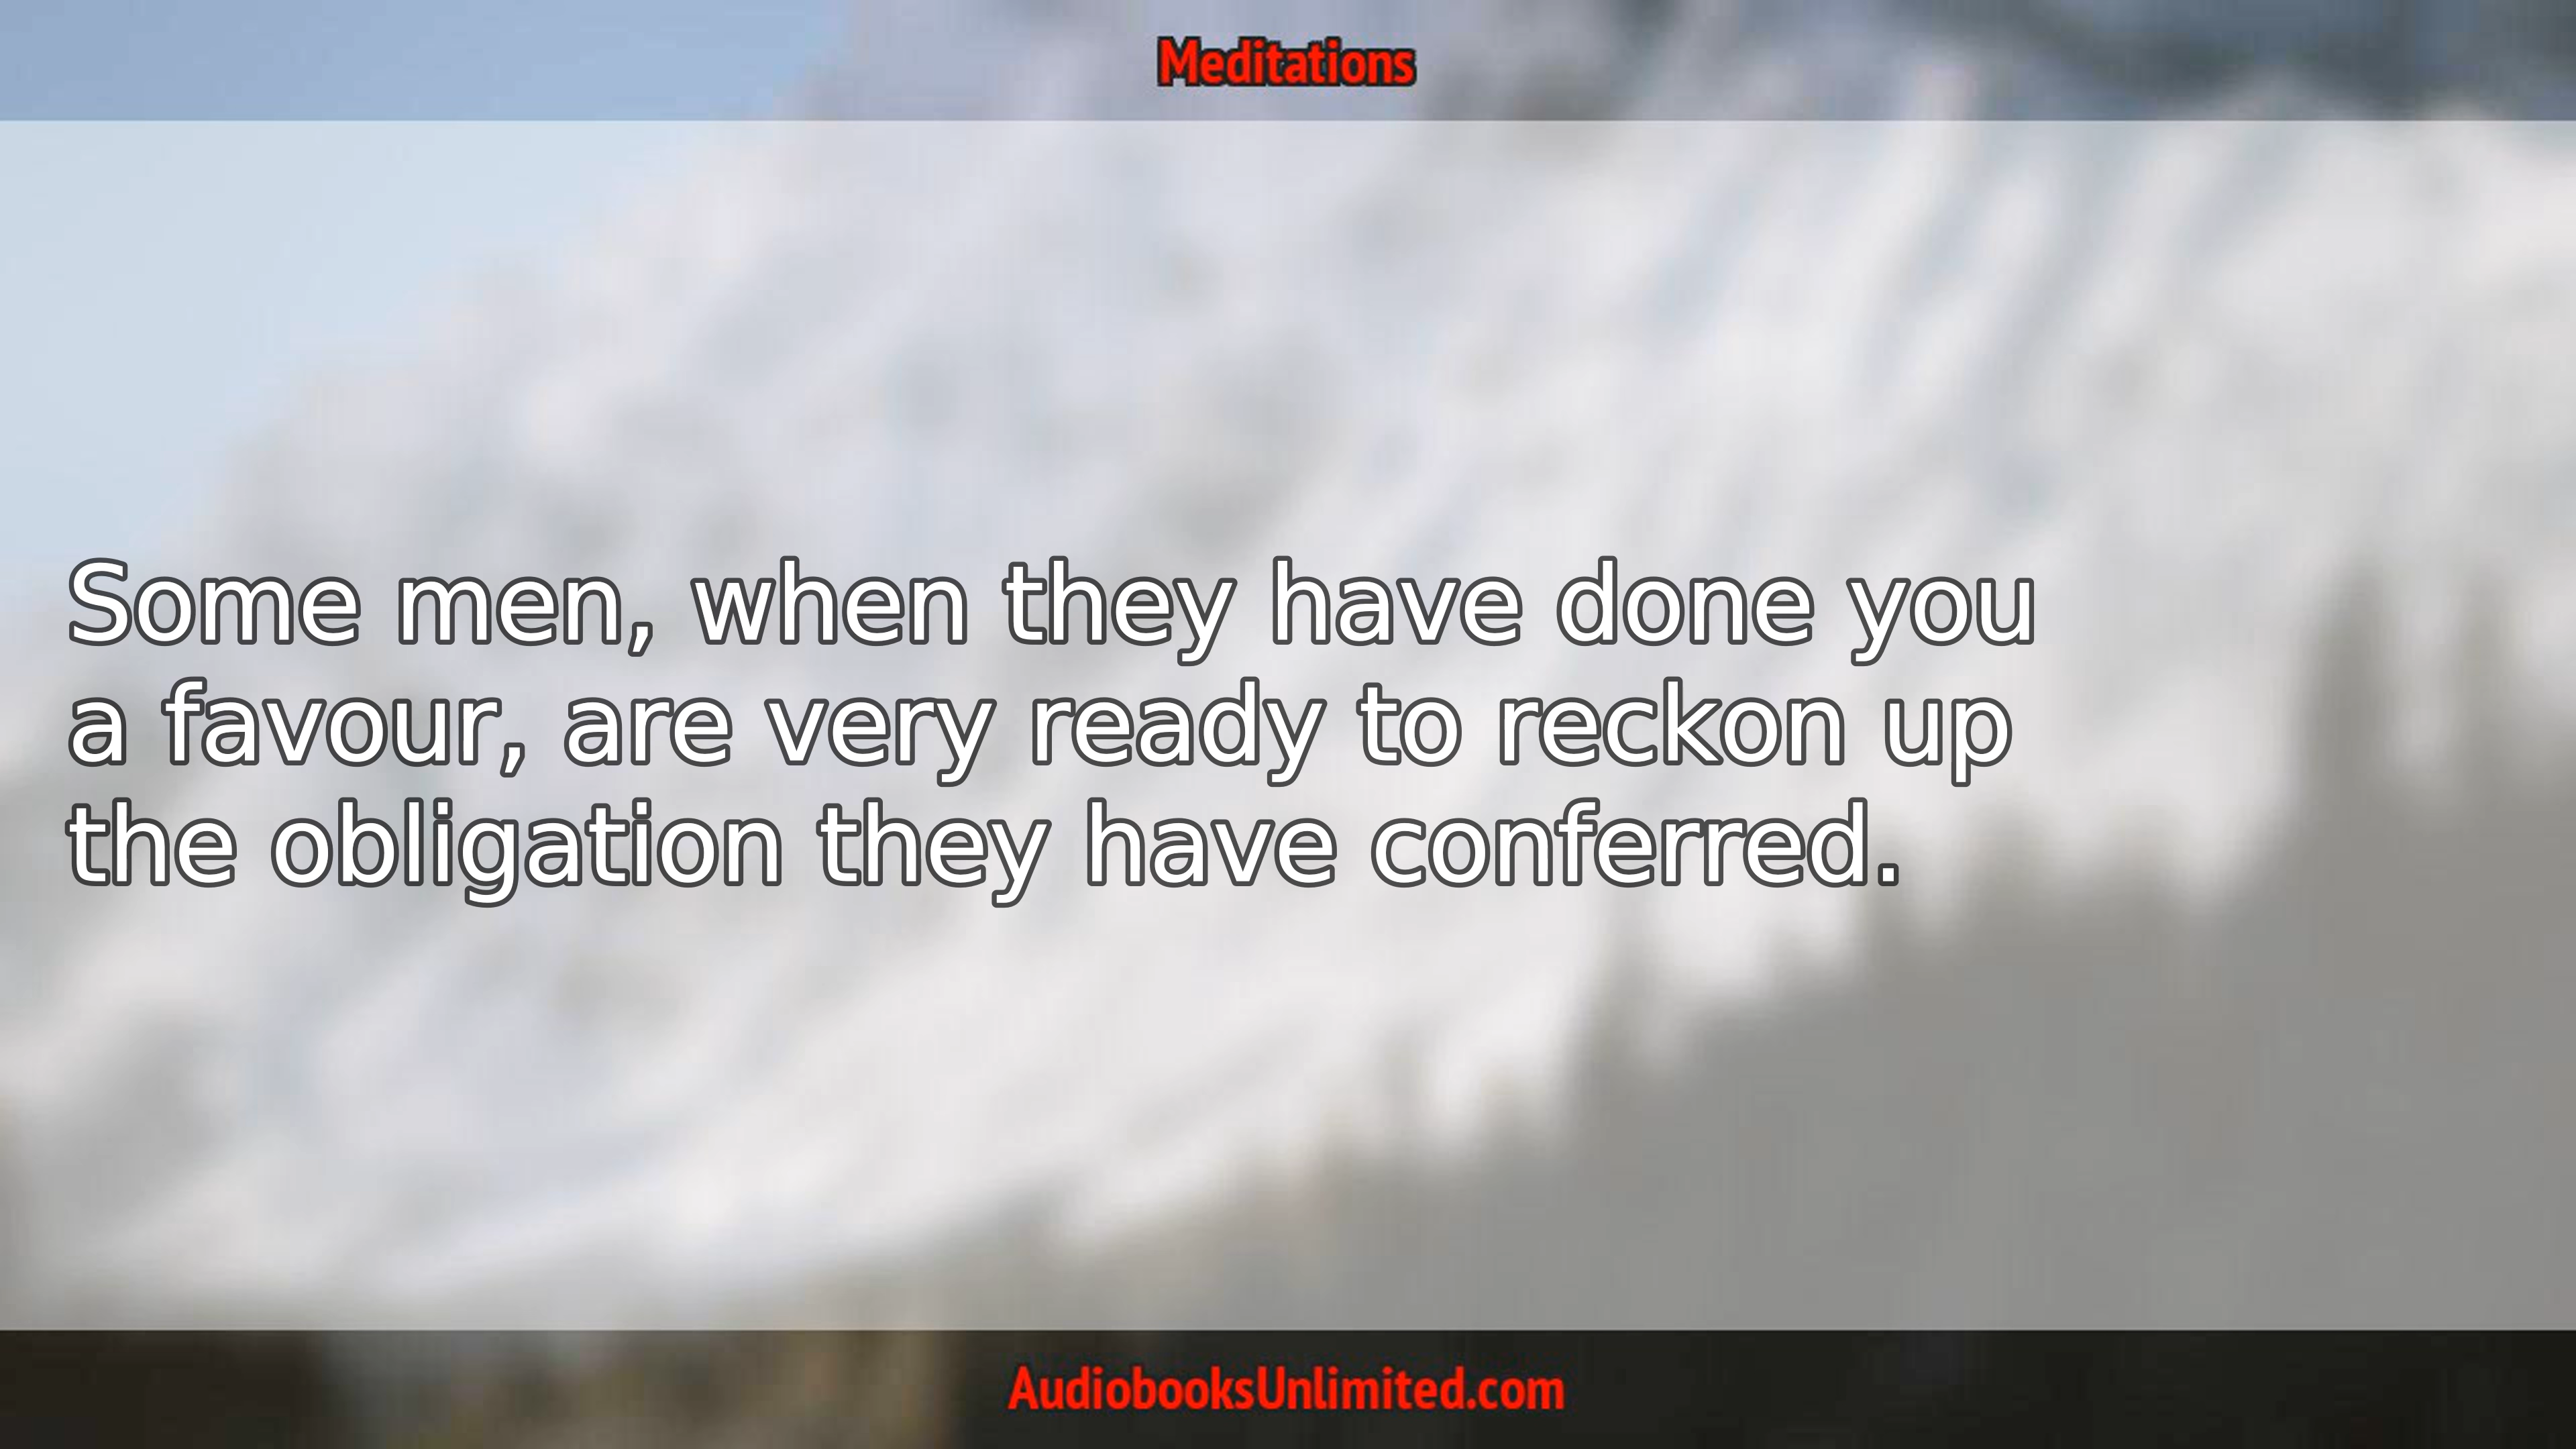 Meditations
Some men, when they have done you
a favour, are very ready to reckon up
the obligation they have conferred.
AudiobooksUnlimited.com